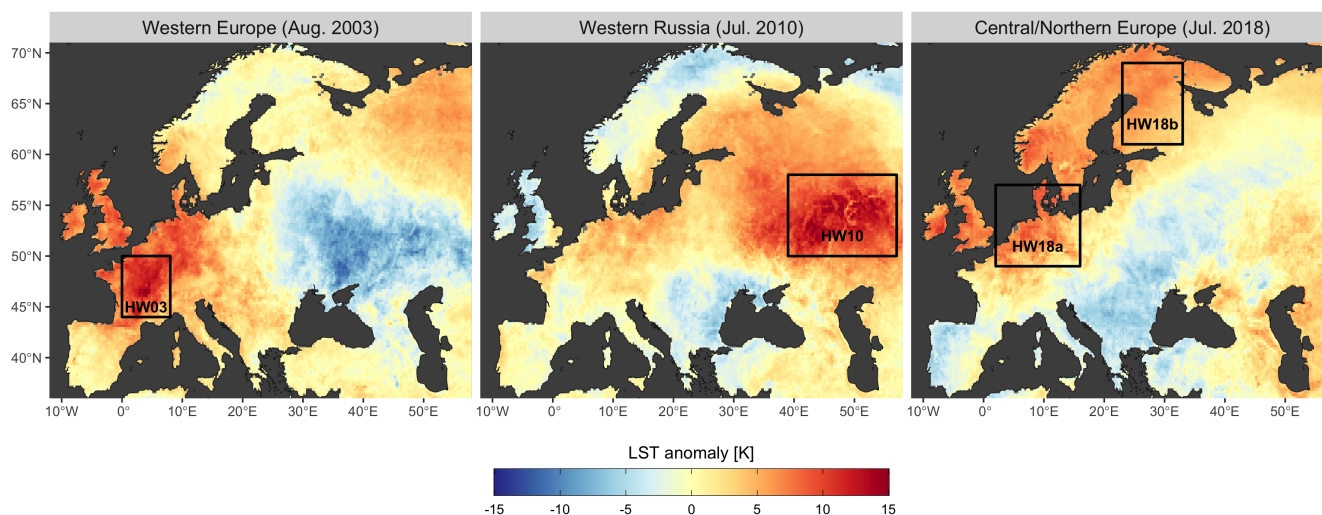 Western Europe (Aug. 2003)
Western Russia (Jul. 2010)
Central/Northern Europe (Jul. 2018)
70°N
65°N
60°N
55°N
50°N
45°N
40°N
HW03
HW10
HW18b
HW18a
10°W 0° 10°E 20°E 30°E 40°E 50°E
10°W 0° 10°E 20°E 30°E 40°E 50°E
10°W 0° 10°E 20°E 30°E 40°E 50°E
LST anomaly [K]
-15 -10 -5 0 5 10 15